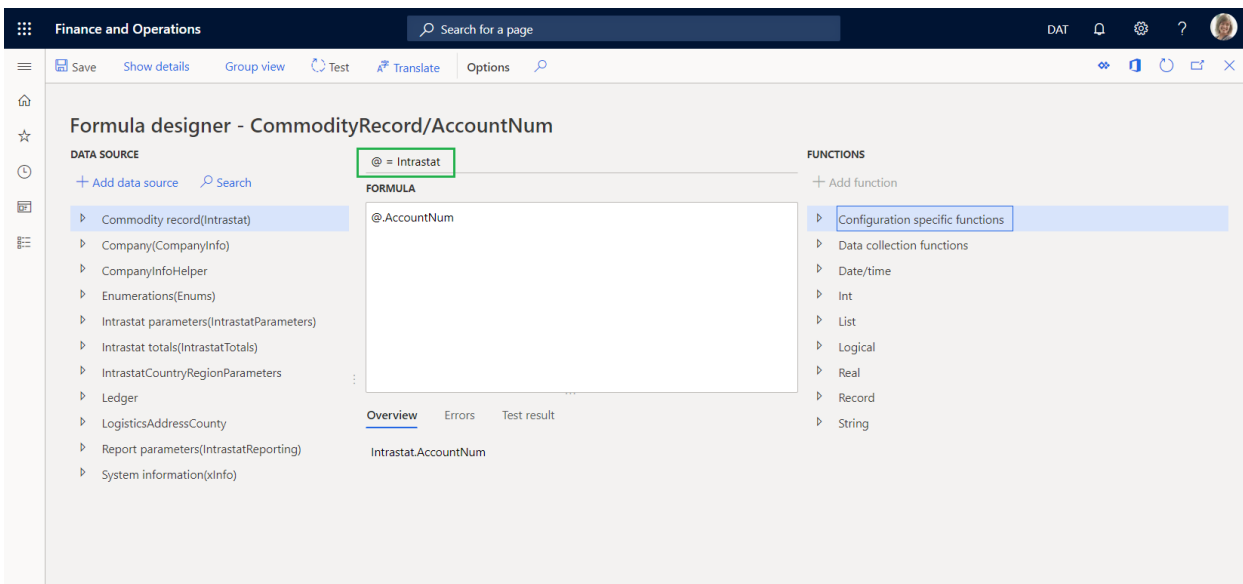 Finance and Operations
Search for a page
DAT
Save
Show details
Group view
Test
Translate
Options
Formula designer - CommodityRecord/AccountNum
DATA SOURCE
Add data source
Search
Commodity record(Intrastat)
Company(CompanyInfo)
CompanyInfoHelper
Enumerations(Enums)
Intrastat parameters(IntrastatParameters)
Intrastat totals(IntrastatTotals)
IntrastatCountryRegionParameters
Ledger
LogisticsAddressCounty
Report parameters(IntrastatReporting)
System information(xInfo)
@ = Intrastat
FORMULA
@.AccountNum
Overview
Errors
Test result
Intrastat.AccountNum
FUNCTIONS
Add function
Configuration specific functions
Data collection functions
Date/time
Int
List
Logical
Real
Record
String